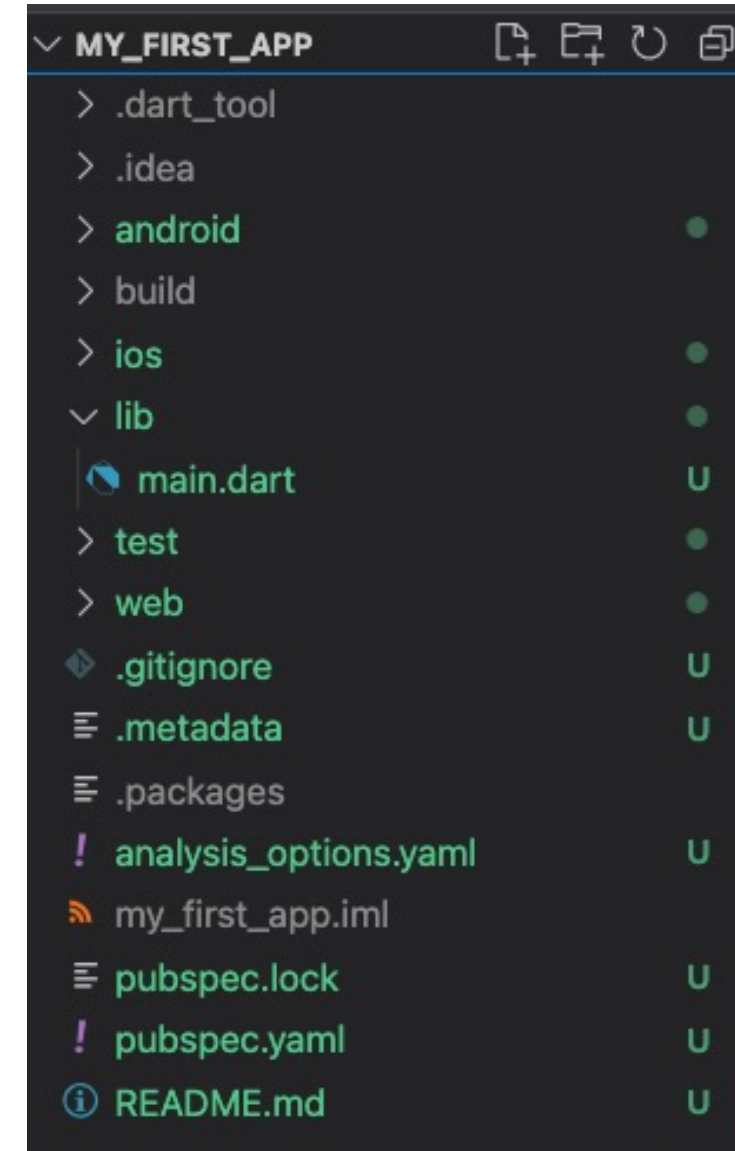 MY_FIRST_APP
.dart_tool
.idea
android
build
ios
lib
main.dart U
test
web
.gitignore U
.metadata U
.packages
! analysis_options.yaml U
my_first_app.iml
pubspec.lock U
! pubspec.yaml U
README.md U